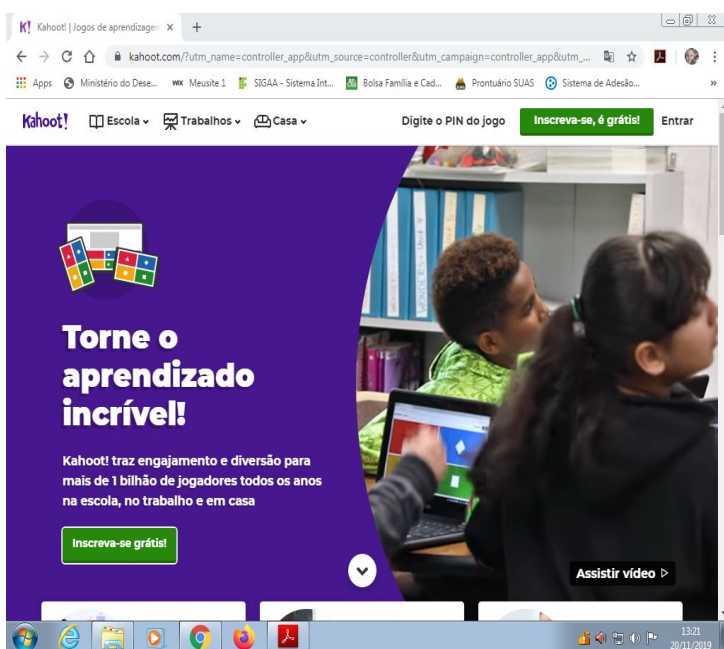 Kahoot! | Jogos de aprendizagen
kahoot.com/?utm_name=controller_app&utm_source=controller&utm_campaign=controller_app&utm_...
Apps Ministério do Dese... WIX Meusite 1 SIGAA - Sistema Int... Bolsa Família e Cad... Prontuário SUAS Sistema de Adesão... »
Kahoot! Escola Trabalhos Casa Digite o PIN do jogo Inscreva-se, é grátis! Entrar
Torne o
aprendizado
incrível!
Kahoot! traz engajamento e diversão para
mais de 1 bilhão de jogadores todos os anos
na escola, no trabalho e em casa
Inscreva-se grátis!
Assistir vídeo
13:21
20/11/2019